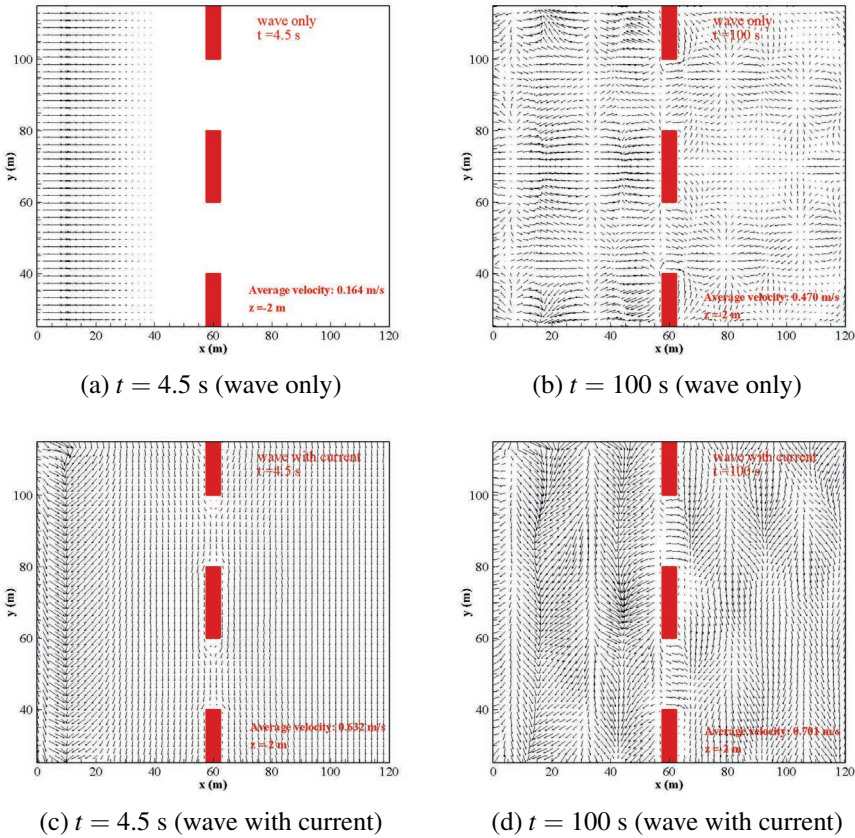 wave only
t =4.5 s
y (m)
100
80
60
40
Average velocity: 0.164 m/s
z =-2 m
0 20 40 60 80 100 120
x (m)
(a) t = 4.5 s (wave only)
wave only
t =100 s
y (m)
100
80
60
40
Average velocity: 0.470 m/s
z =-2 m
0 20 40 60 80 100 120
x (m)
(b) t = 100 s (wave only)
wave with current
t =4.5 s
y (m)
100
80
60
40
Average velocity: 0.632 m/s
z =-2 m
0 20 40 60 80 100 120
x (m)
(c) t = 4.5 s (wave with current)
wave with current
t =100 s
y (m)
100
80
60
40
Average velocity: 0.701 m/s
z =-2 m
0 20 40 60 80 100 120
x (m)
(d) t = 100 s (wave with current)